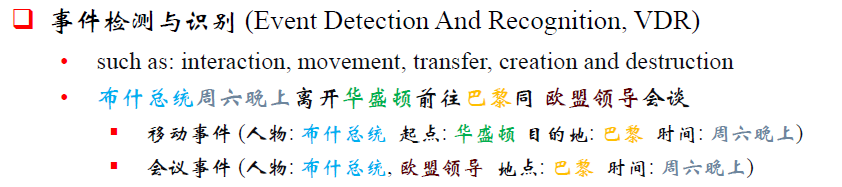 事件检测与识别 (Event Detection And Recognition, VDR)
such as: interaction, movement, transfer, creation and destruction
布什总统周六晚上离开华盛顿前往巴黎同 欧盟领导会谈
移动事件 (人物: 布什总统 起点: 华盛顿 目的地: 巴黎 时间: 周六晚上)
会议事件 (人物: 布什总统, 欧盟领导 地点: 巴黎 时间: 周六晚上)